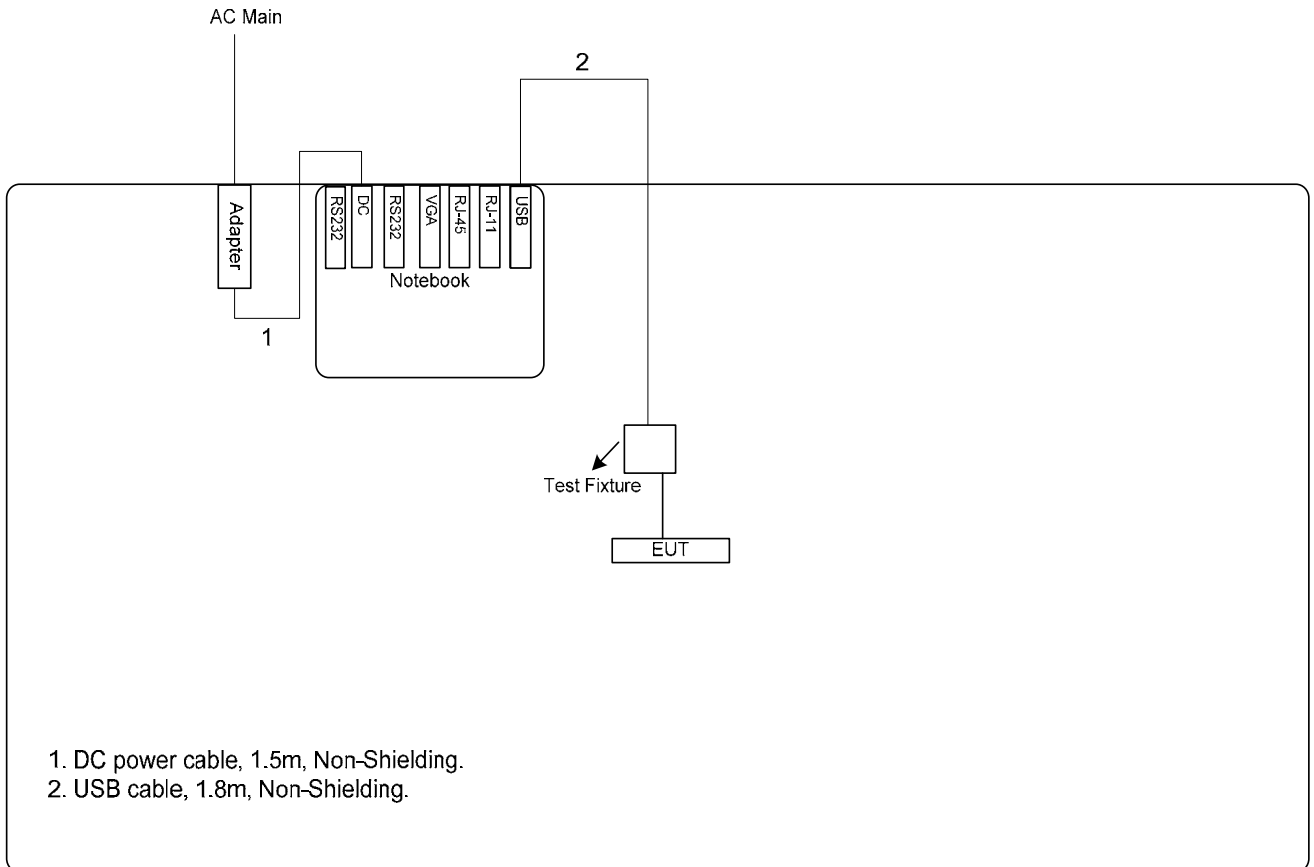 AC Main
2
Adapter
RS232
DC
RS232
VGA
RJ-45
RJ-11
USB
Notebook
1
Test Fixture
EUT
1. DC power cable, 1.5m, Non-Shielding.
2. USB cable, 1.8m, Non-Shielding.